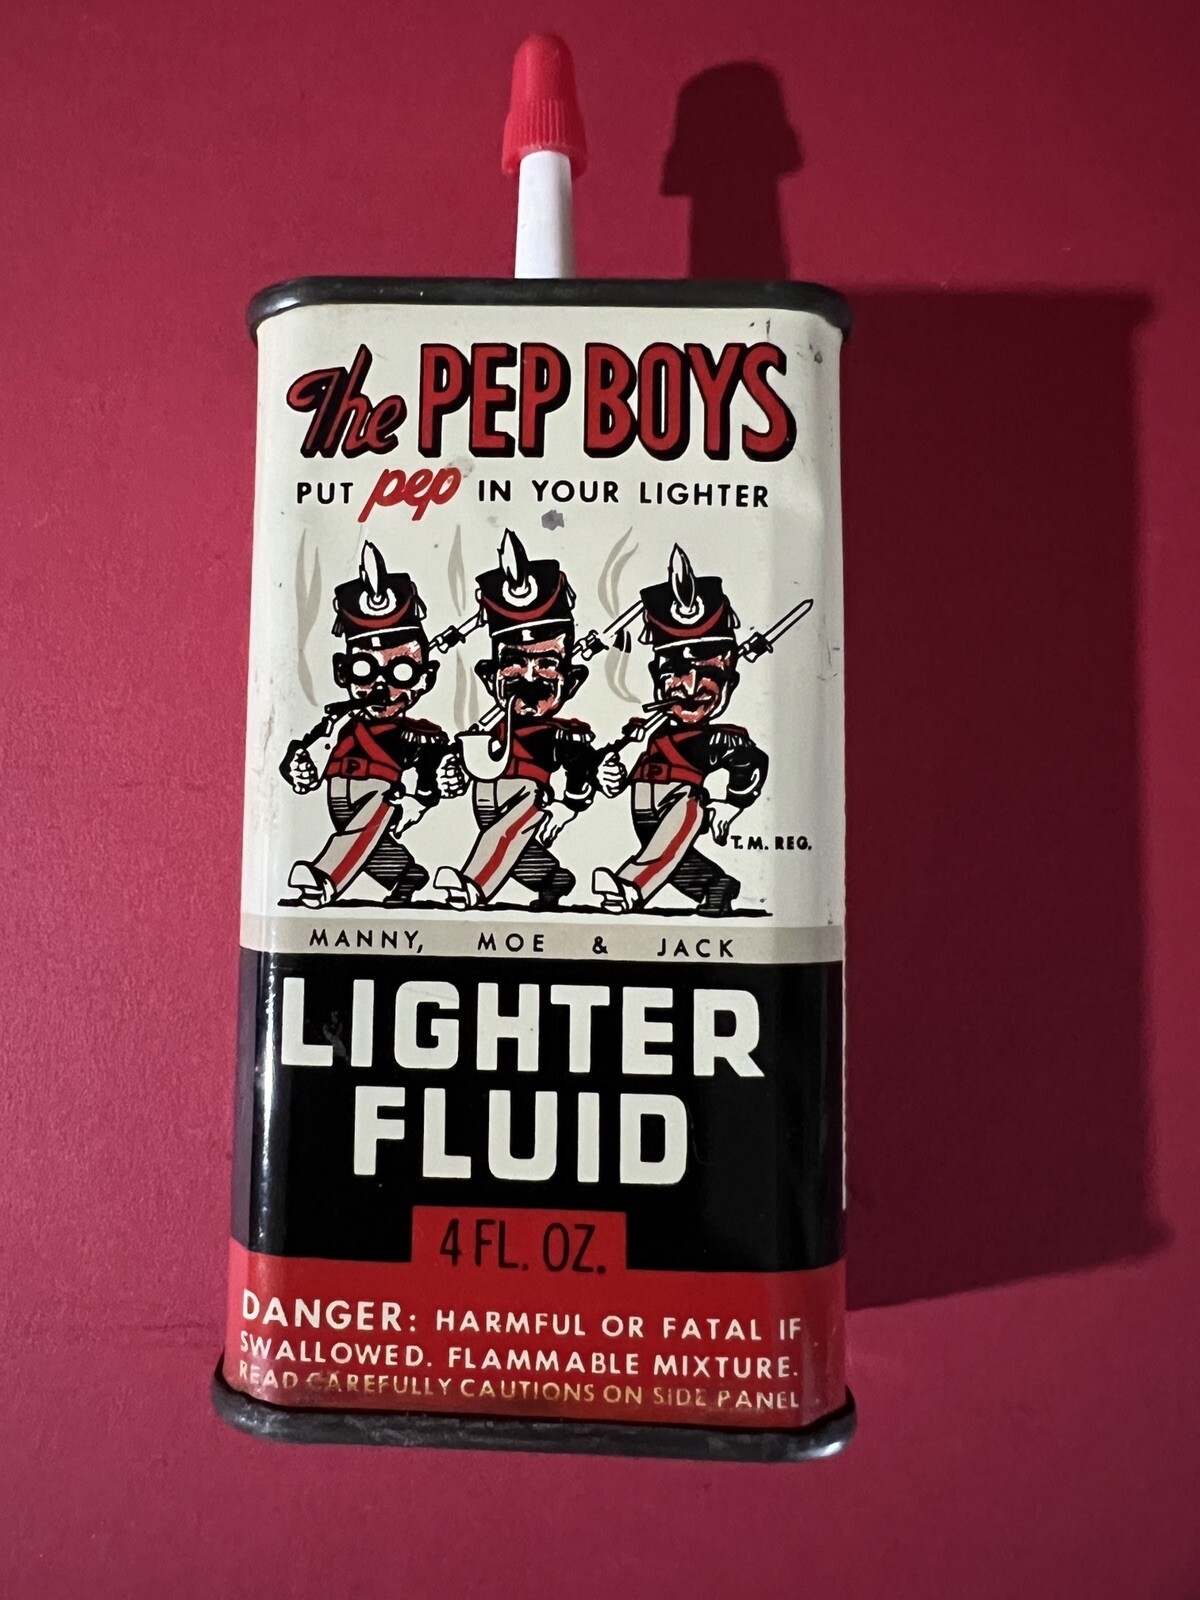 The PEP BOYS
PUT pep IN YOUR LIGHTER
T.M. REG.
MANNY, MOE & JACK
LIGHTER
FLUID
4 FL. OZ.
DANGER: HARMFUL OR FATAL IF
SWALLOWED. FLAMMABLE MIXTURE.
READ CAREFULLY CAUTIONS ON SIDE PANEL